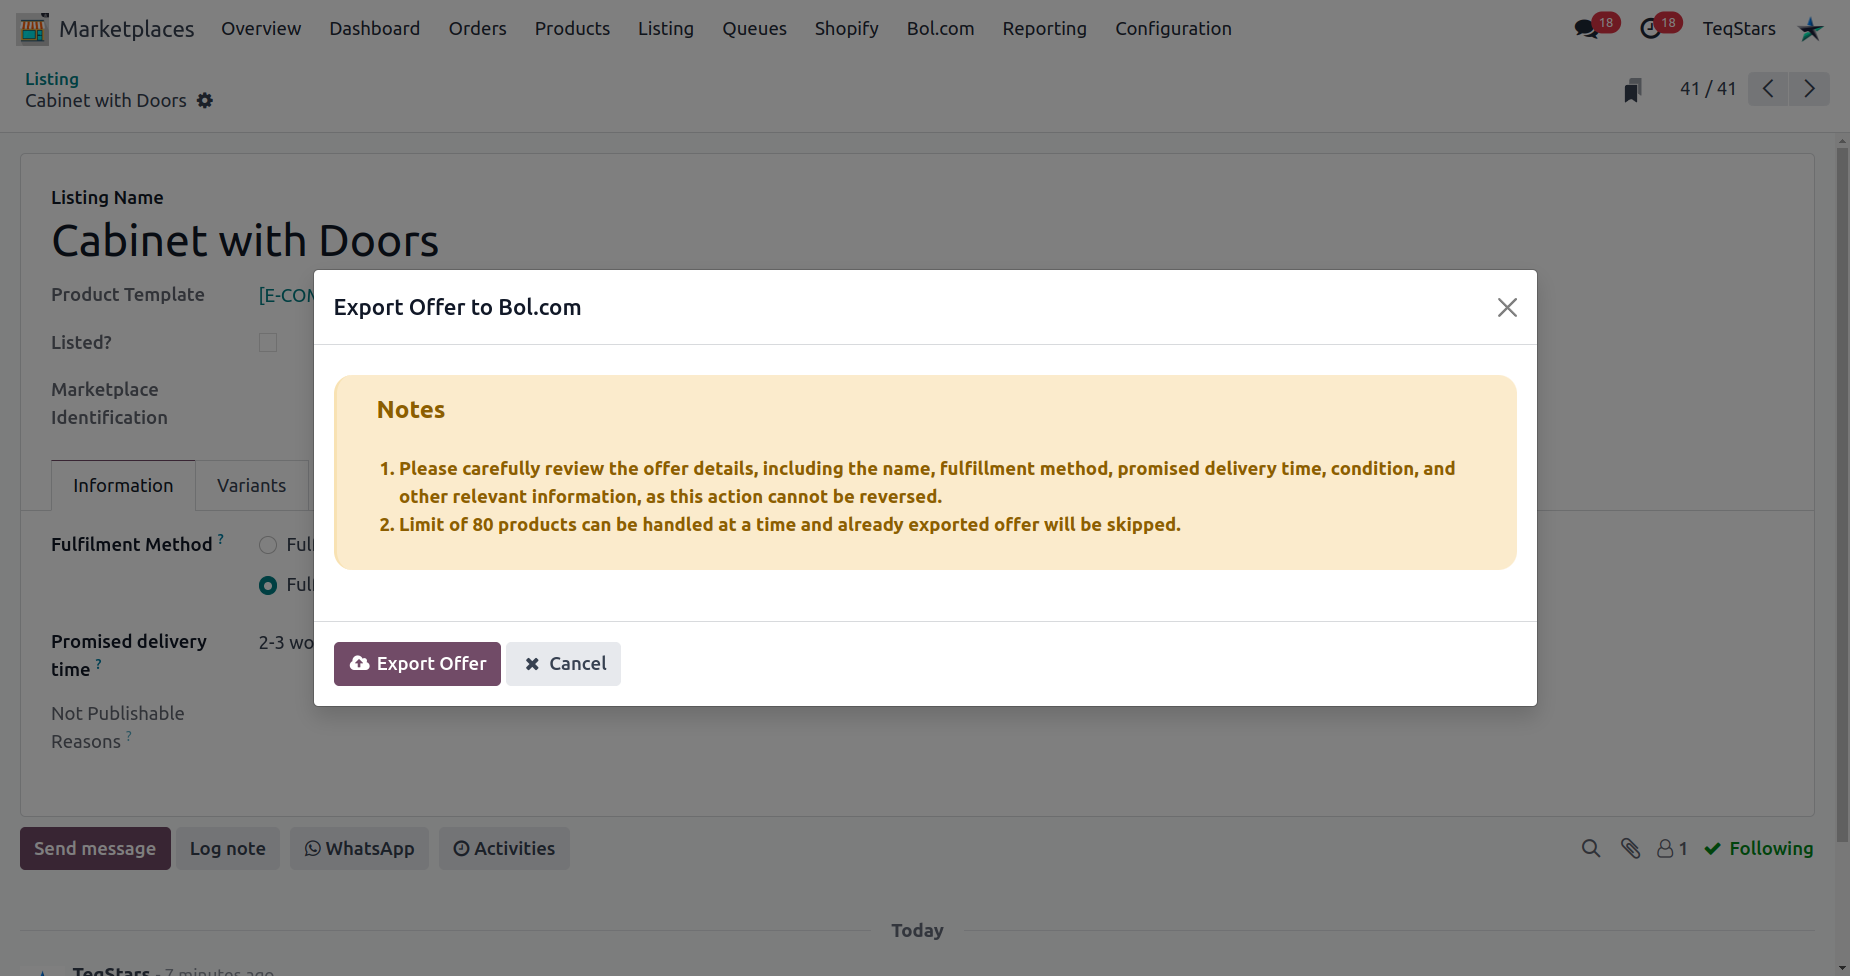 Marketplaces Overview Dashboard Orders Products Listing Queues Shopify Bol.com Reporting Configuration 18 18 TeqStars
Listing
Cabinet with Doors 41 / 41
Listing Name
Cabinet with Doors
Product Template [E-COM
Listed?
Marketplace
Identification
Export Offer to Bol.com
Notes
1. Please carefully review the offer details, including the name, fulfillment method, promised delivery time, condition, and
other relevant information, as this action cannot be reversed.
2. Limit of 80 products can be handled at a time and already exported offer will be skipped.
Export Offer Cancel
Information Variants
Fulfilment Method ? Ful
Ful
Promised delivery 2-3 wo
time ?
Not Publishable
Reasons ?
Send message Log note WhatsApp Activities 1 Following
Today
TeqStars - 7 minutes ago